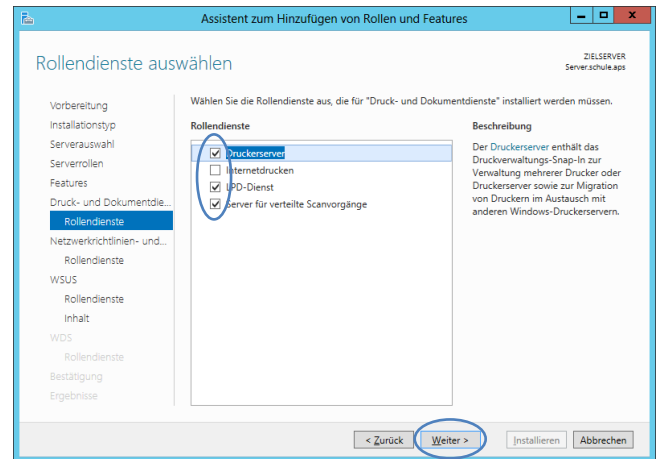 Assistent zum Hinzufügen von Rollen und Features
Rollendienste auswählen
ZIELSERVER
Server.schule.aps
Vorbereitung
Installationstyp
Serverauswahl
Serverrollen
Features
Druck- und Dokumentdie...
Rollendienste
Netzwerkrichtlinien- und...
Rollendienste
WSUS
Rollendienste
Inhalt
WDS
Rollendienste
Bestätigung
Ergebnisse
Wählen Sie die Rollendienste aus, die für "Druck- und Dokumentdienste" installiert werden müssen.
Rollendienste
Druckerserver
Internetdrucken
LPD-Dienst
Server für verteilte Scanvorgänge
Beschreibung
Der Druckerserver enthält das
Druckverwaltungs-Snap-In zur
Verwaltung mehrerer Drucker oder
Druckerserver sowie zur Migration
von Druckern im Austausch mit
anderen Windows-Druckerservern.
< Zurück
Weiter >
Installieren
Abbrechen